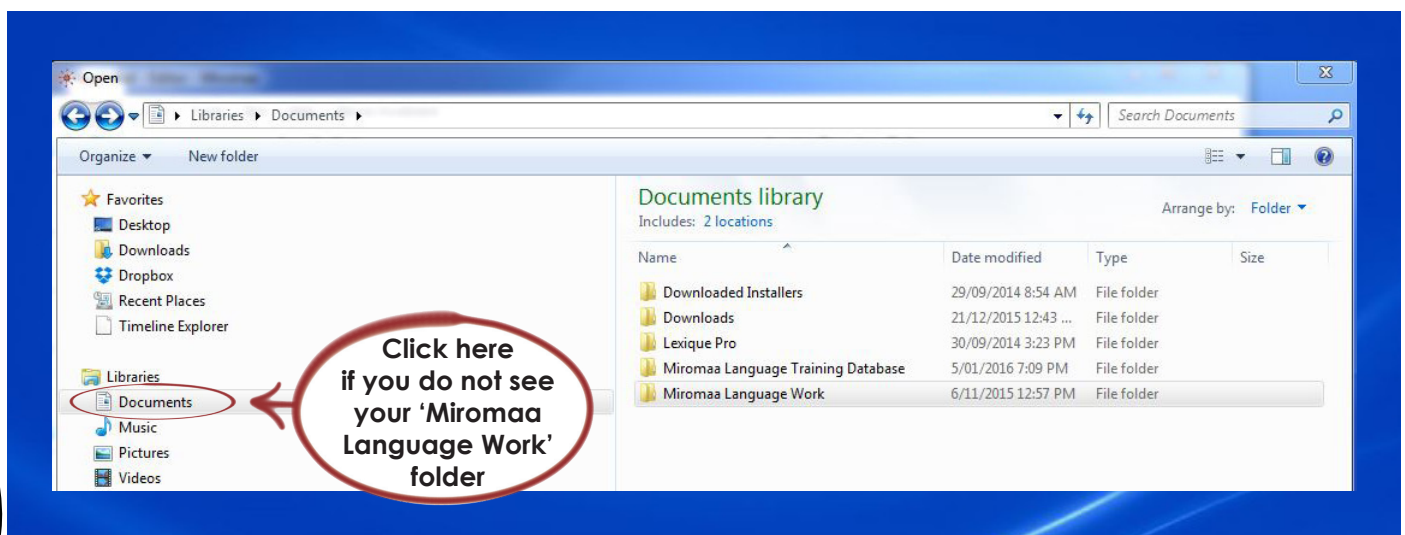 Open
Libraries ▸ Documents ▸
Search Documents
Organize ▾ New folder
Favorites
Desktop
Downloads
Dropbox
Recent Places
Timeline Explorer
Libraries
Documents
Music
Pictures
Videos
Click here
if you do not see
your ‘Miromaa
Language Work’
folder
Documents library
Includes: 2 locations
Arrange by: Folder ▾
Name Date modified Type Size
Downloaded Installers 29/09/2014 8:54 AM File folder
Downloads 21/12/2015 12:43 ... File folder
Lexique Pro 30/09/2014 3:23 PM File folder
Miromaa Language Training Database 5/01/2016 7:09 PM File folder
Miromaa Language Work 6/11/2015 12:57 PM File folder